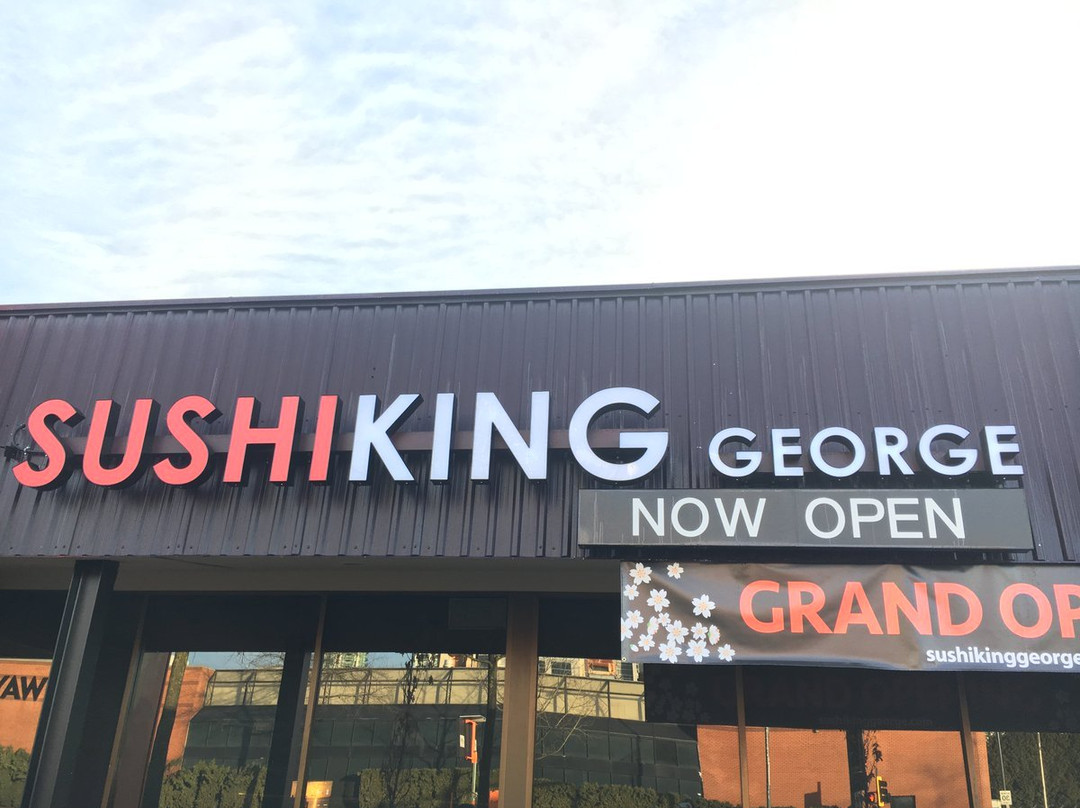 SUSHIKING GEORGE
NOW OPEN
GRAND OP
sushikinggeorge